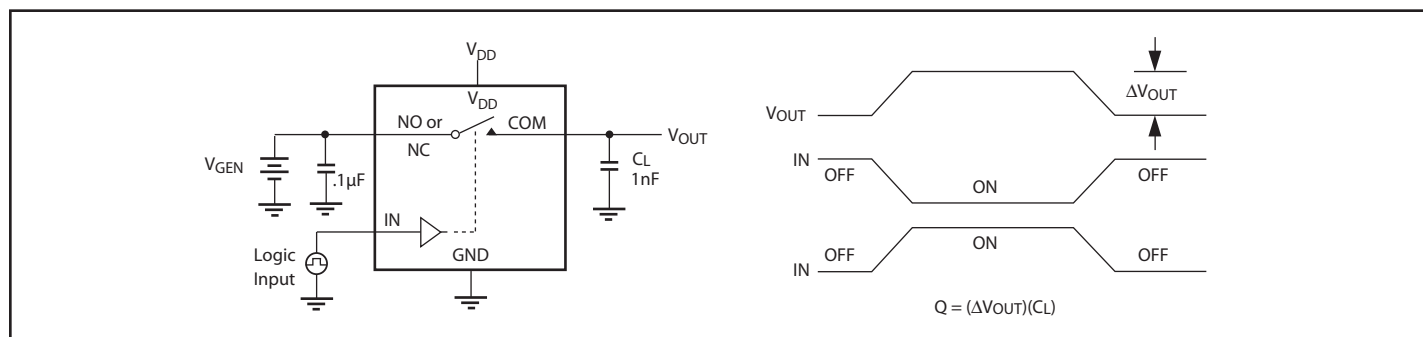 VDD
VDD
NO or
NC
COM
VOUT
VGEN
.1µF
CL
1nF
IN
Logic
Input
GND
VOUT
ΔVOUT
IN
OFF
ON
OFF
IN
OFF
ON
OFF
Q = (ΔVOUT)(CL)